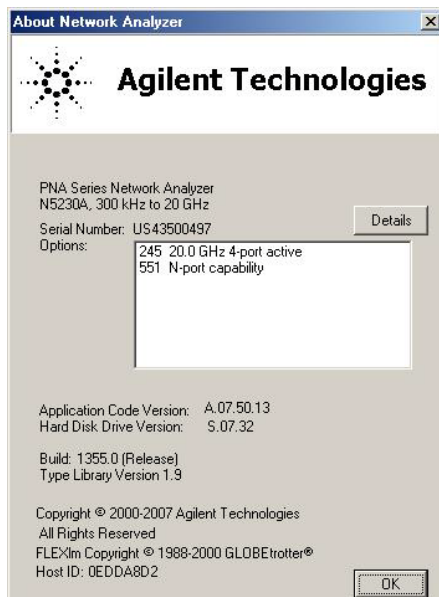 About Network Analyzer
Agilent Technologies
PNA Series Network Analyzer
N5230A, 300 kHz to 20 GHz
Serial Number: US43500497
Details
Options:
245 20.0 GHz 4-port active
551 N-port capability
Application Code Version: A.07.50.13
Hard Disk Drive Version: S.07.32
Build: 1355.0 (Release)
Type Library Version 1.9
Copyright © 2000-2007 Agilent Technologies
All Rights Reserved
FLEXlm Copyright © 1988-2000 GLOBEtrotter®
Host ID: 0EDDA8D2
OK